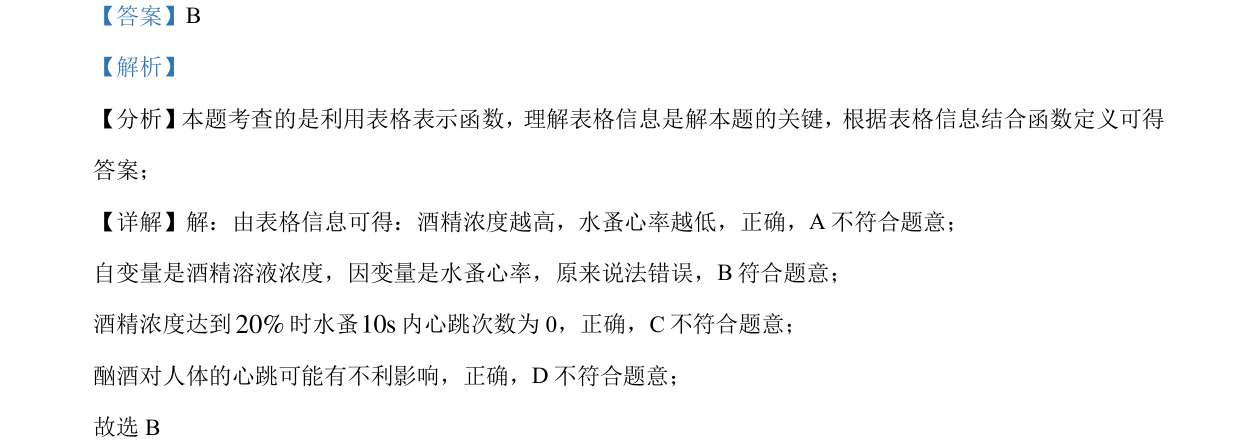 【答案】B
【解析】
【分析】本题考查的是利用表格表示函数，理解表格信息是解本题的关键，根据表格信息结合函数定义可得
答案；
【详解】解：由表格信息可得：酒精浓度越高，水蚤心率越低，正确，A 不符合题意；
自变量是酒精溶液浓度，因变量是水蚤心率，原来说法错误，B 符合题意；
酒精浓度达到 20% 时水蚤 10s 内心跳次数为 0，正确，C 不符合题意；
酗酒对人体的心跳可能有不利影响，正确，D 不符合题意；
故选 B